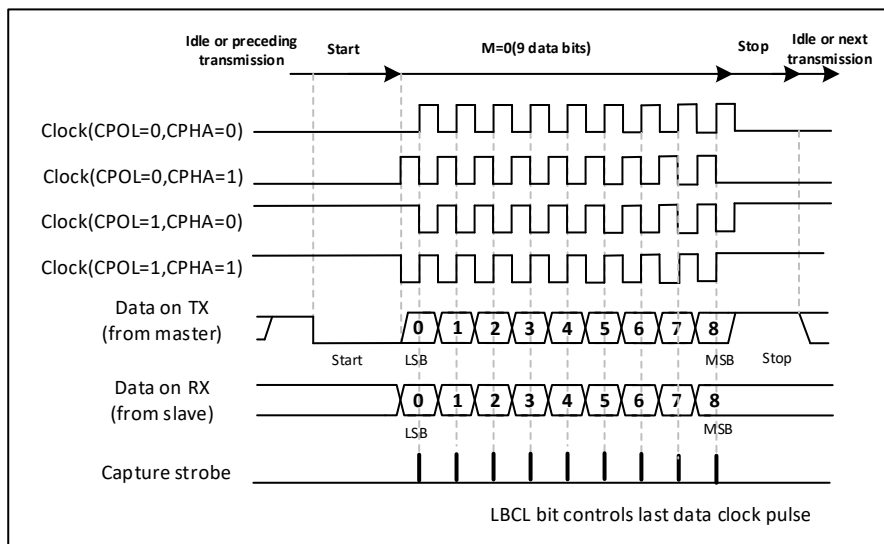 Idle or preceding transmission
Start
M=0(9 data bits)
Stop
Idle or next transmission
Clock(CPOL=0,CPHA=0)
Clock(CPOL=0,CPHA=1)
Clock(CPOL=1,CPHA=0)
Clock(CPOL=1,CPHA=1)
Data on TX
(from master)
0 1 2 3 4 5 6 7 8
Start
LSB
MSB
Stop
Data on RX
(from slave)
0 1 2 3 4 5 6 7 8
LSB
MSB
Capture strobe
LBCL bit controls last data clock pulse